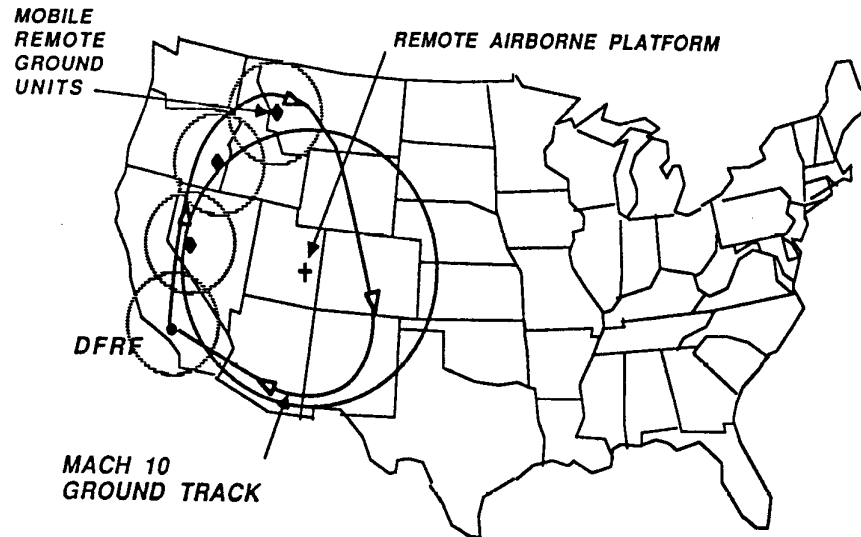 MOBILE
REMOTE
GROUND
UNITS
REMOTE AIRBORNE PLATFORM
DFRF
MACH 10
GROUND TRACK